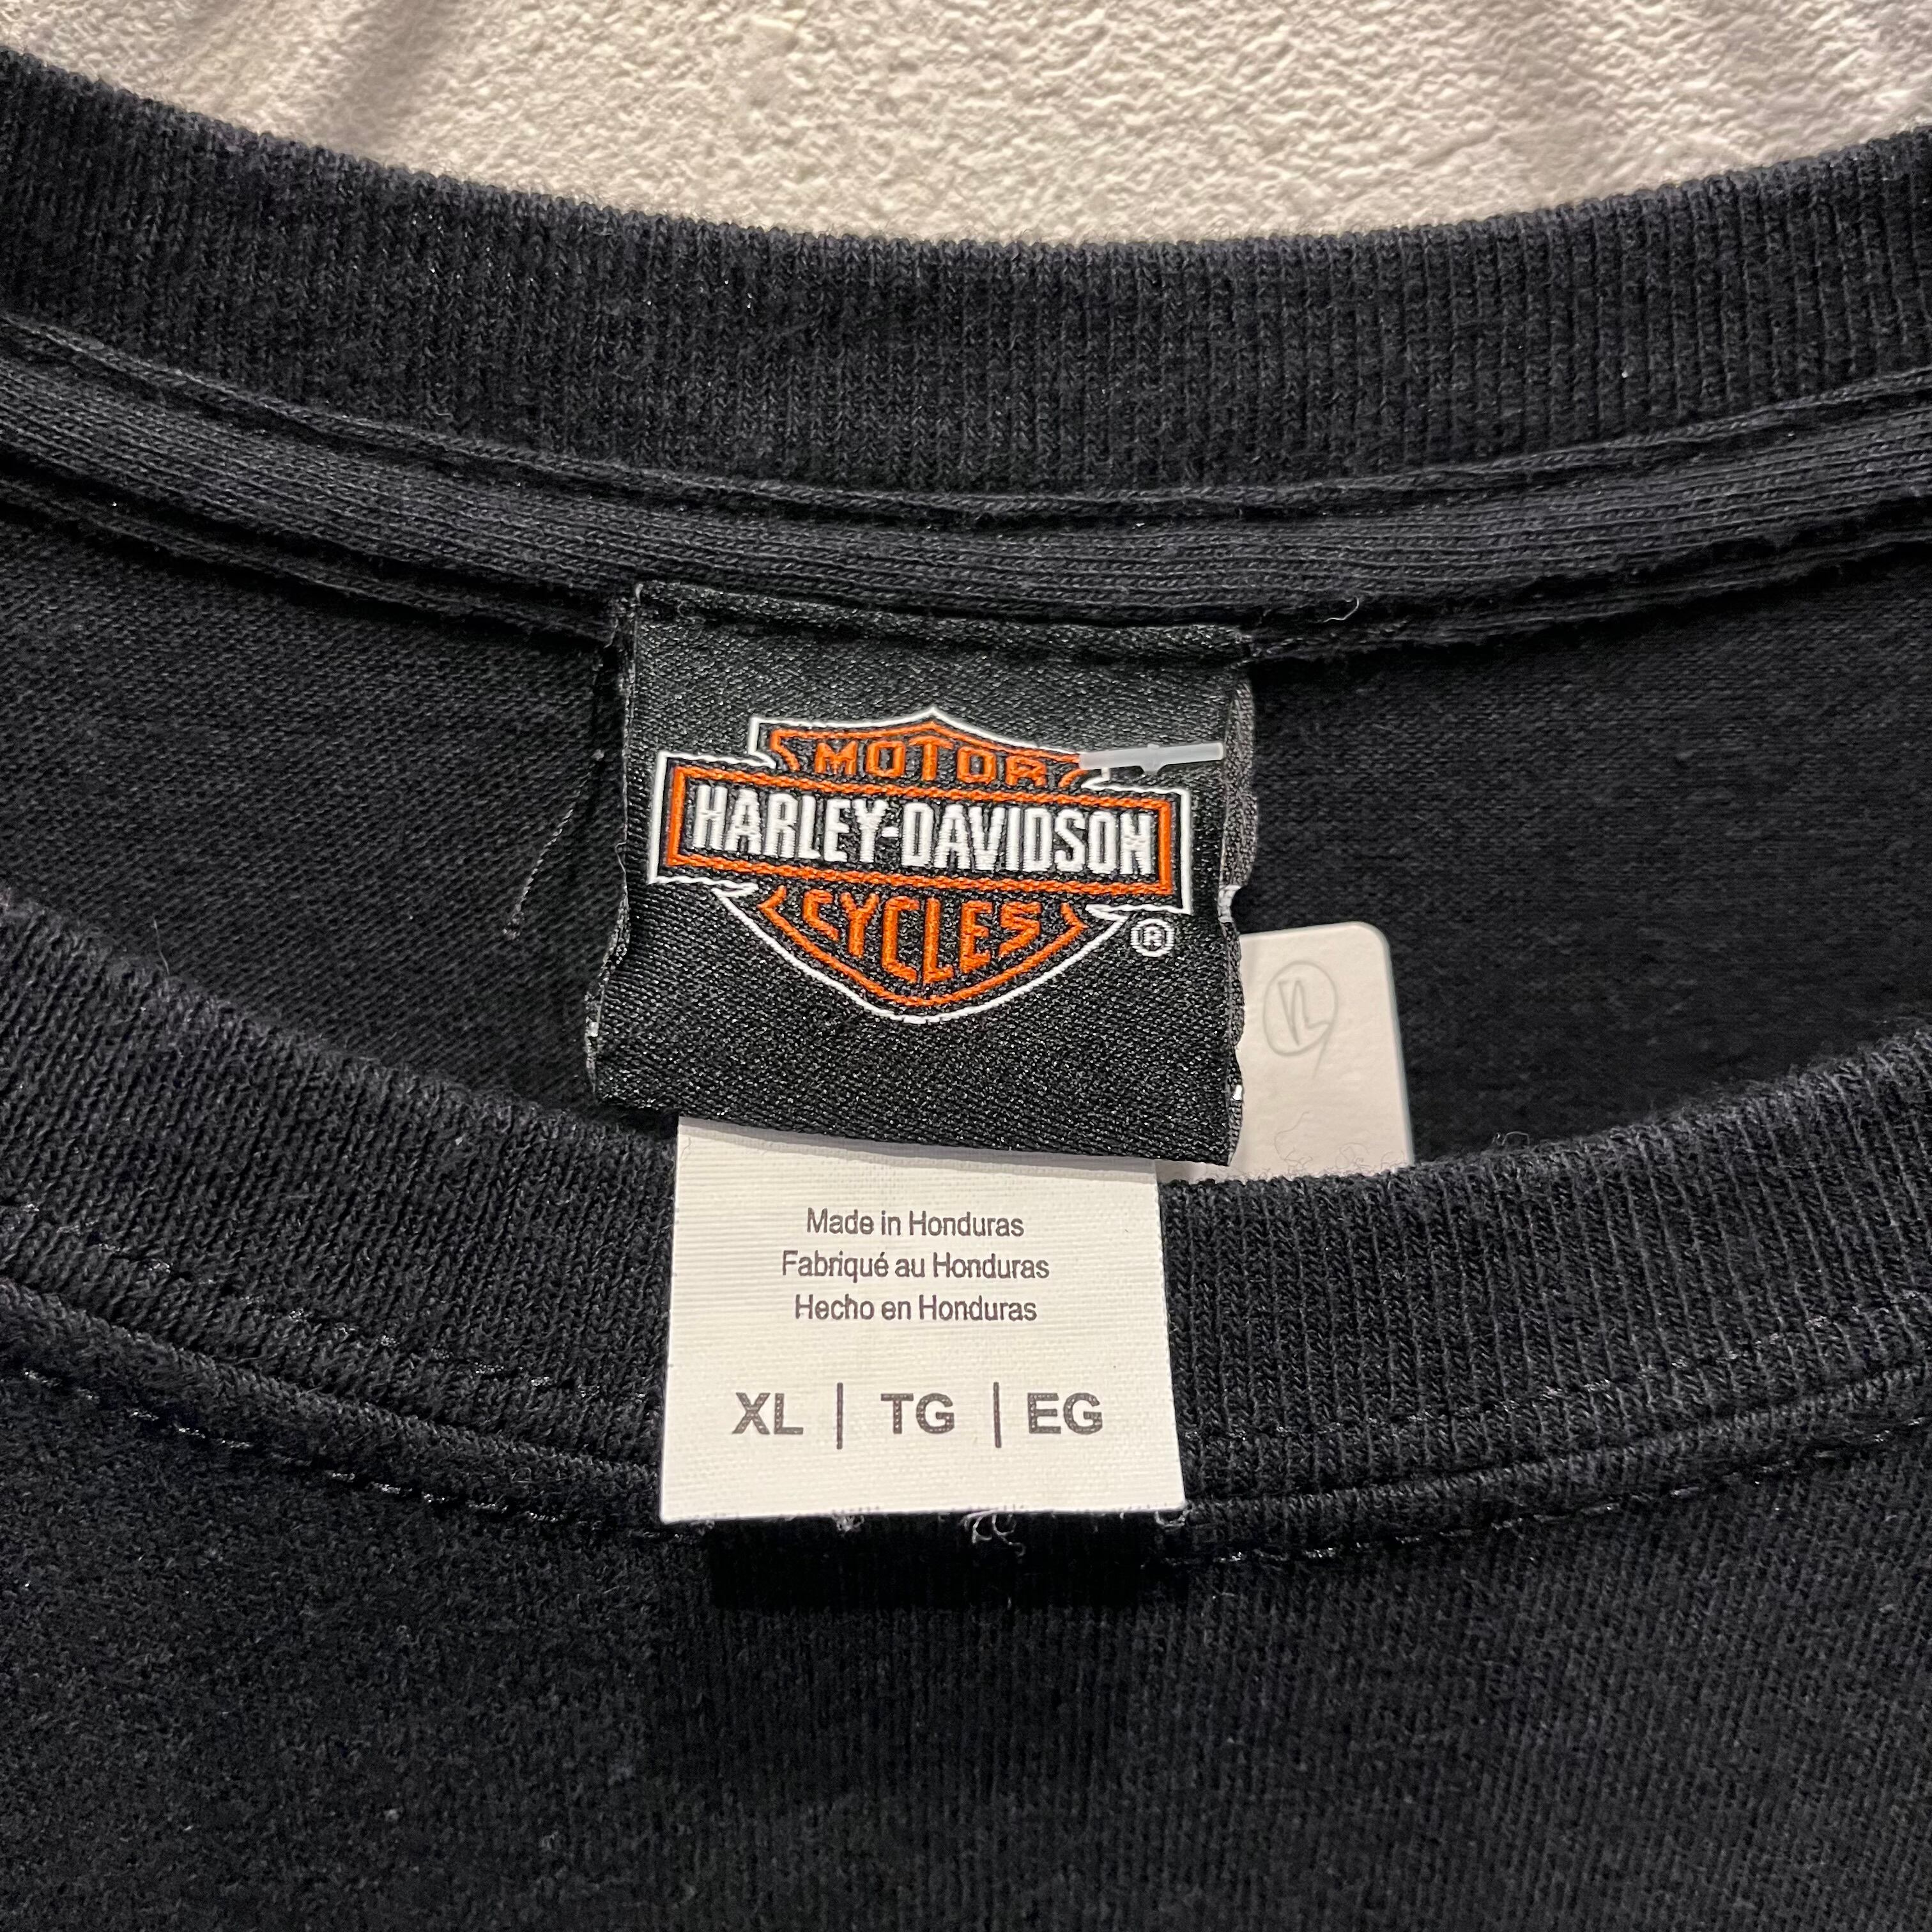 MOTOR
HARLEY-DAVIDSON
CYCLES
®
Made in Honduras
Fabriqué au Honduras
Hecho en Honduras
XL | TG | EG